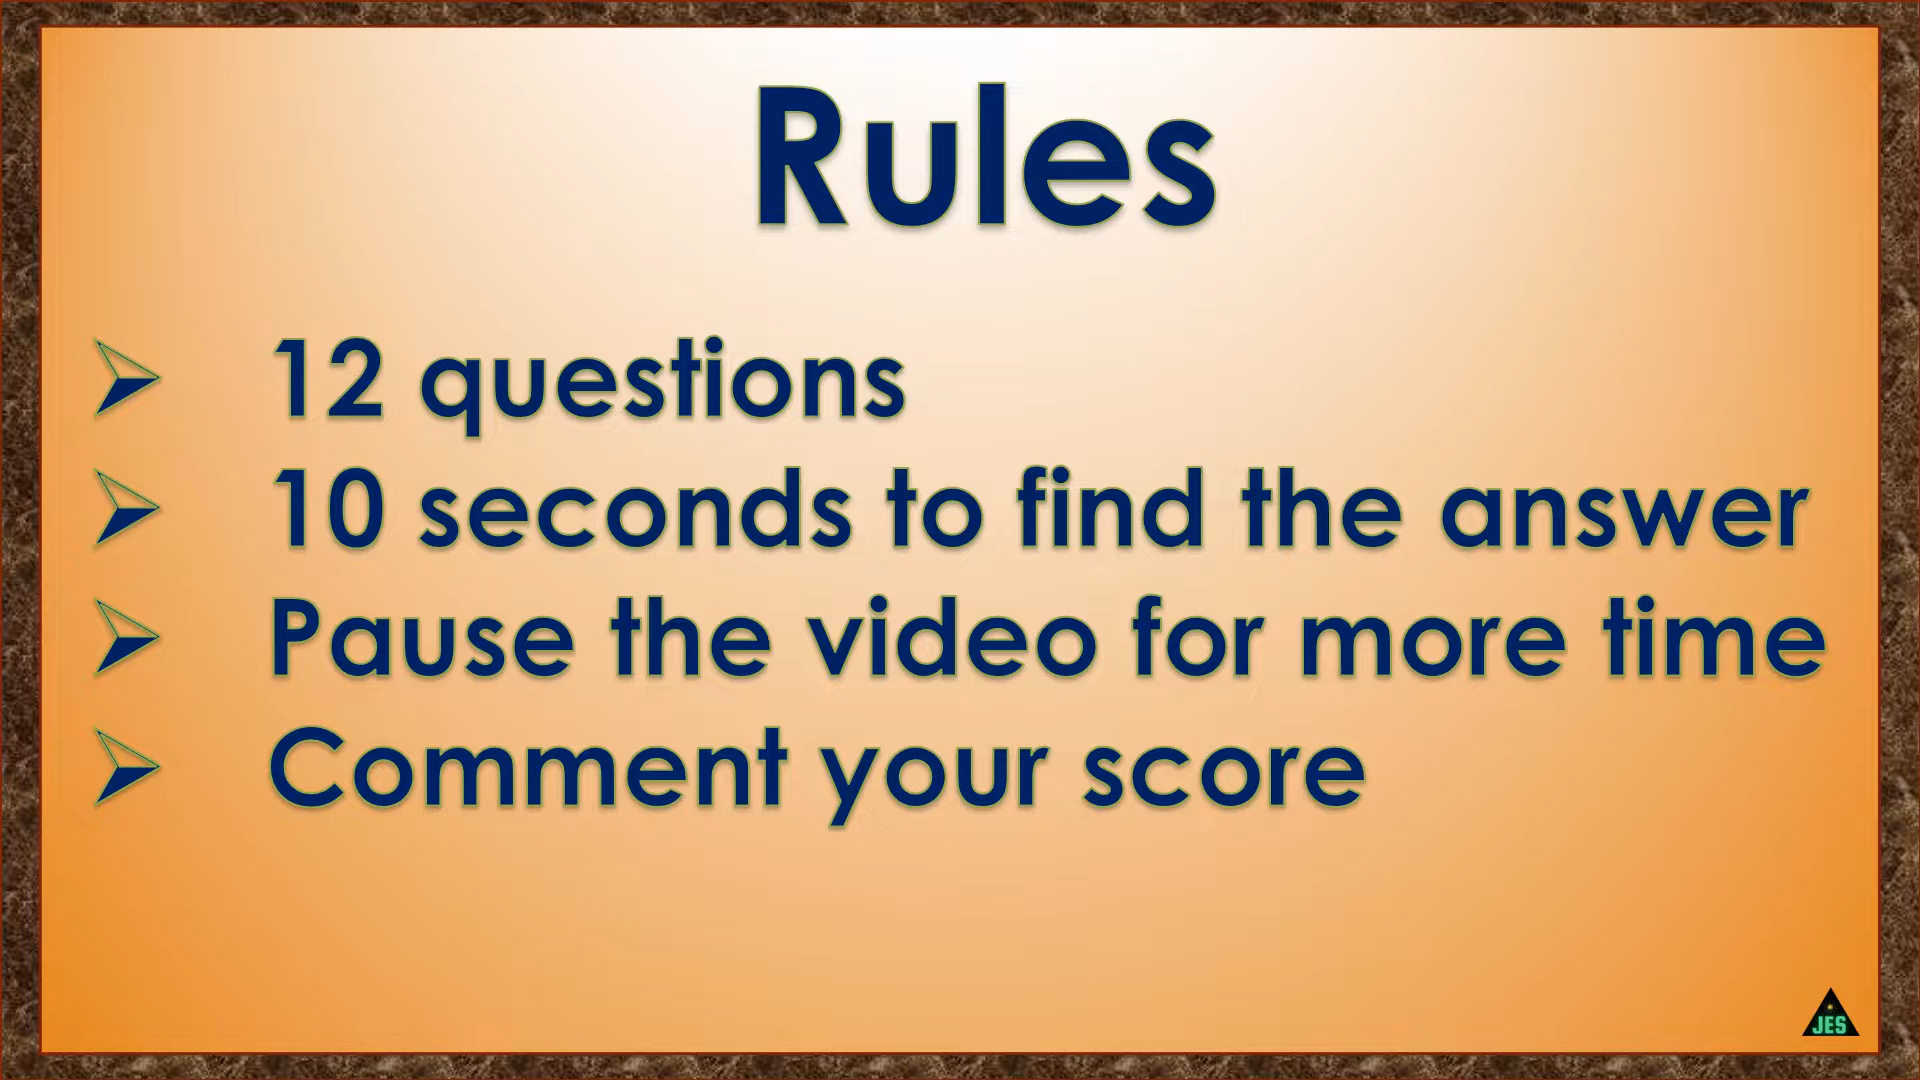 Rules
12 questions
10 seconds to find the answer
Pause the video for more time
Comment your score
JES